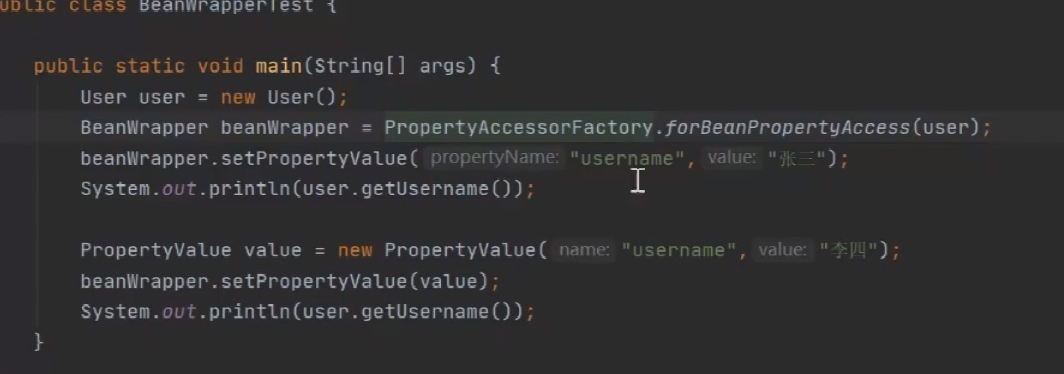 public class BeanWrapperTest {
public static void main(String[] args) {
User user = new User();
BeanWrapper beanWrapper = PropertyAccessorFactory.forBeanPropertyAccess(user);
beanWrapper.setPropertyValue( propertyName: "username", value: "张三");
System.out.println(user.getUsername());
PropertyValue value = new PropertyValue( name: "username", value: "李四");
beanWrapper.setPropertyValue(value);
System.out.println(user.getUsername());
}